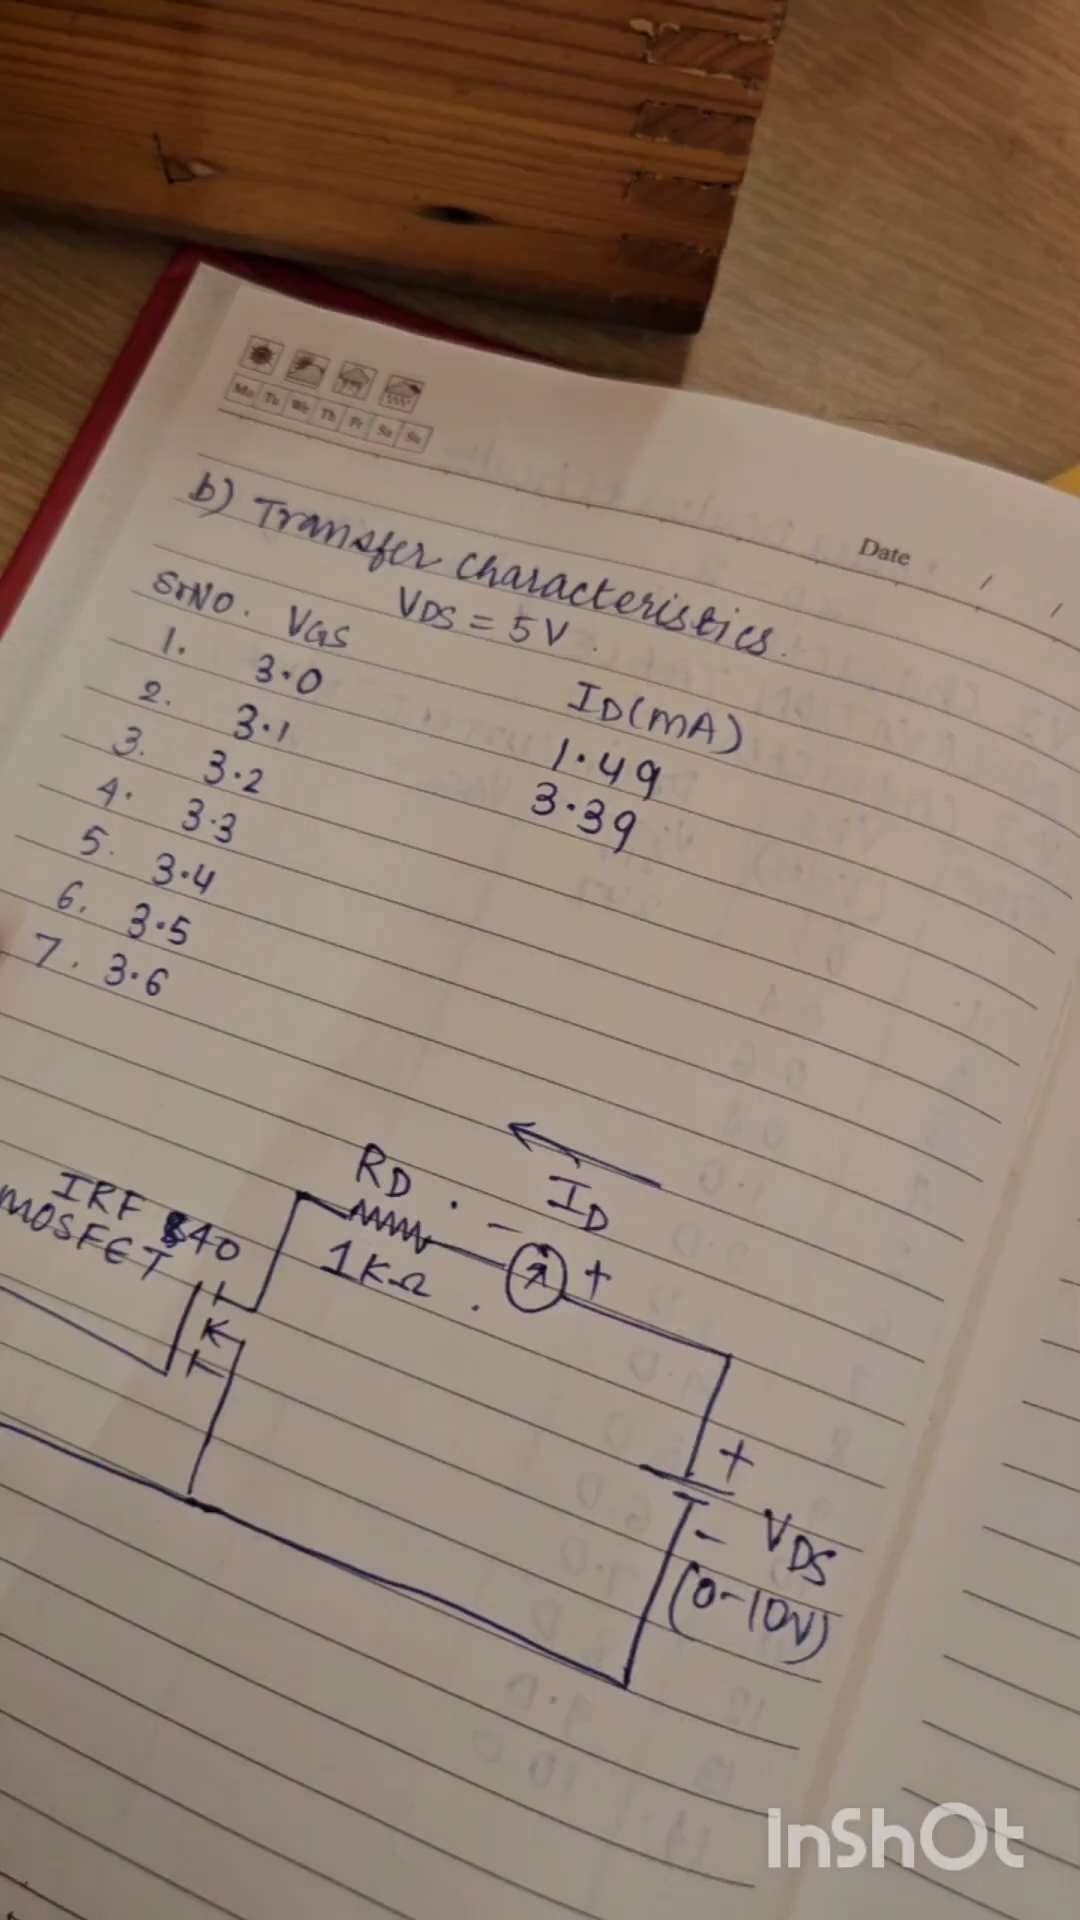 Mo Tu We Th Fr Sa Su
Date / /
b) Transfer characteristics.
VDS = 5V.
SrNO. VGS ID(mA)
1. 3.0 1.49
2. 3.1 3.39
3. 3.2
4. 3.3
5. 3.4
6. 3.5
7. 3.6
IRF 840
MOSFET
RD
1KΩ
ID
- +
+
- VDS
(0-10V)
InShOt